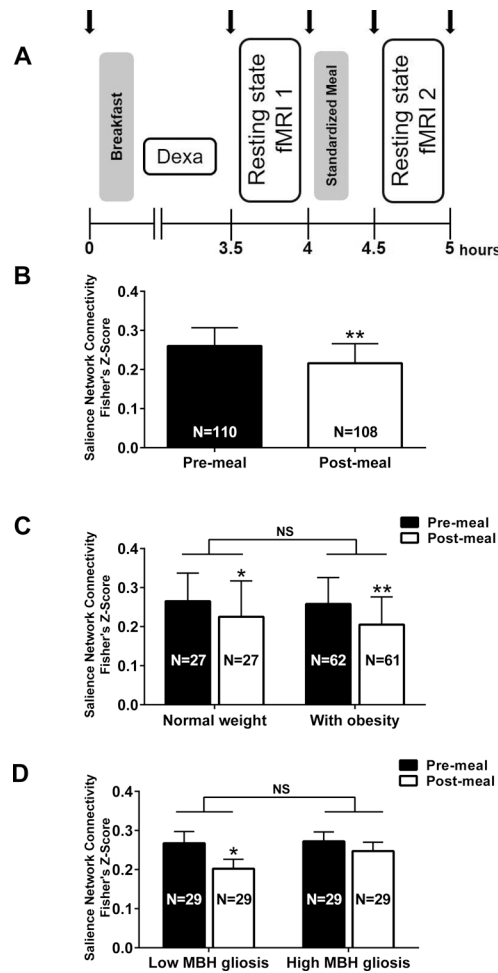 A
Breakfast
Dexa
Resting state
fMRI 1
Standardized Meal
Resting state
fMRI 2
0
3.5
4
4.5
5
hours
B
Salience Network Connectivity
Fisher's Z-Score
0.4
0.3
0.2
0.1
0.0
**
N=110
N=108
Pre-meal
Post-meal
C
Pre-meal
Post-meal
NS
Salience Network Connectivity
Fisher's Z-Score
0.4
0.3
0.2
0.1
0.0
*
**
N=27
N=27
N=62
N=61
Normal weight
With obesity
D
Pre-meal
Post-meal
NS
Salience Network Connectivity
Fisher's Z-Score
0.4
0.3
0.2
0.1
0.0
*
N=29
N=29
N=29
N=29
Low MBH gliosis
High MBH gliosis